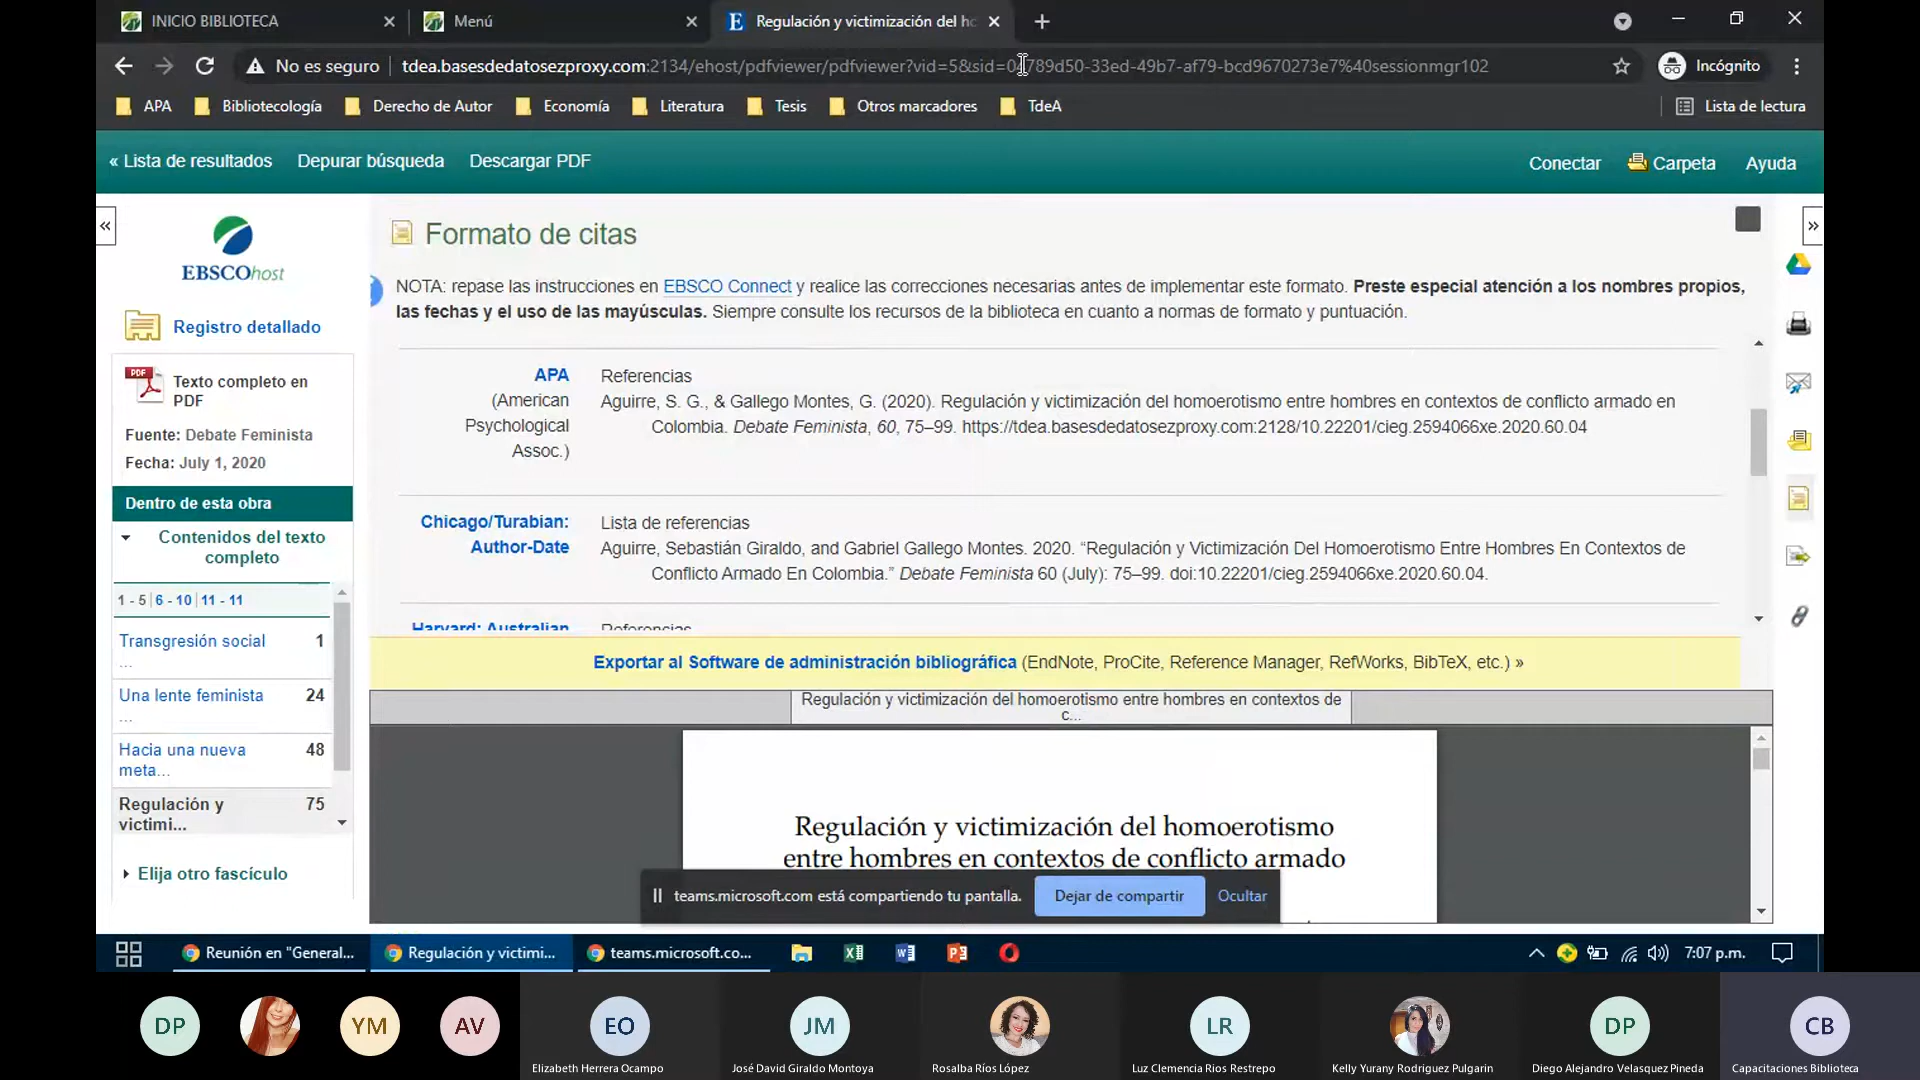 INICIO BIBLIOTECA
Menú
Regulación y victimización del ho
No es seguro
tdea.basesdedatosezproxy.com:2134/ehost/pdfviewer/pdfviewer?vid=5&sid=04789d50-33ed-49b7-af79-bcd9670273e7%40sessionmgr102
Incógnito
APA
Bibliotecología
Derecho de Autor
Economía
Literatura
Tesis
Otros marcadores
TdeA
Lista de lectura
« Lista de resultados
Depurar búsqueda
Descargar PDF
Conectar
Carpeta
Ayuda
EBSCOhost
Registro detallado
PDF
Texto completo en
PDF
Fuente: Debate Feminista
Fecha: July 1, 2020
Dentro de esta obra
Contenidos del texto
completo
1 - 5 | 6 - 10 | 11 - 11
Transgresión social 1
...
Una lente feminista 24
...
Hacia una nueva 48
meta...
Regulación y 75
victimi...
Elija otro fascículo
Formato de citas
NOTA: repase las instrucciones en EBSCO Connect y realice las correcciones necesarias antes de implementar este formato. Preste especial atención a los nombres propios,
las fechas y el uso de las mayúsculas. Siempre consulte los recursos de la biblioteca en cuanto a normas de formato y puntuación.
APA
(American
Psychological
Assoc.)
Referencias
Aguirre, S. G., & Gallego Montes, G. (2020). Regulación y victimización del homoerotismo entre hombres en contextos de conflicto armado en
Colombia. Debate Feminista, 60, 75–99. https://tdea.basesdedatosezproxy.com:2128/10.22201/cieg.2594066xe.2020.60.04
Chicago/Turabian:
Author-Date
Lista de referencias
Aguirre, Sebastián Giraldo, and Gabriel Gallego Montes. 2020. “Regulación y Victimización Del Homoerotismo Entre Hombres En Contextos de
Conflicto Armado En Colombia.” Debate Feminista 60 (July): 75–99. doi:10.22201/cieg.2594066xe.2020.60.04.
Harvard: Australian
Referencias
Exportar al Software de administración bibliográfica (EndNote, ProCite, Reference Manager, RefWorks, BibTeX, etc.) »
Regulación y victimización del homoerotismo entre hombres en contextos de
c...
Regulación y victimización del homoerotismo
entre hombres en contextos de conflicto armado
teams.microsoft.com está compartiendo tu pantalla.
Dejar de compartir
Ocultar
Reunión en "General...
Regulación y victimi...
teams.microsoft.co...
7:07 p.m.
DP
YM
AV
EO
JM
LR
DP
CB
Elizabeth Herrera Ocampo
José David Giraldo Montoya
Rosalba Ríos López
Luz Clemencia Rios Restrepo
Kelly Yurany Rodriguez Pulgarin
Diego Alejandro Velasquez Pineda
Capacitaciones Biblioteca